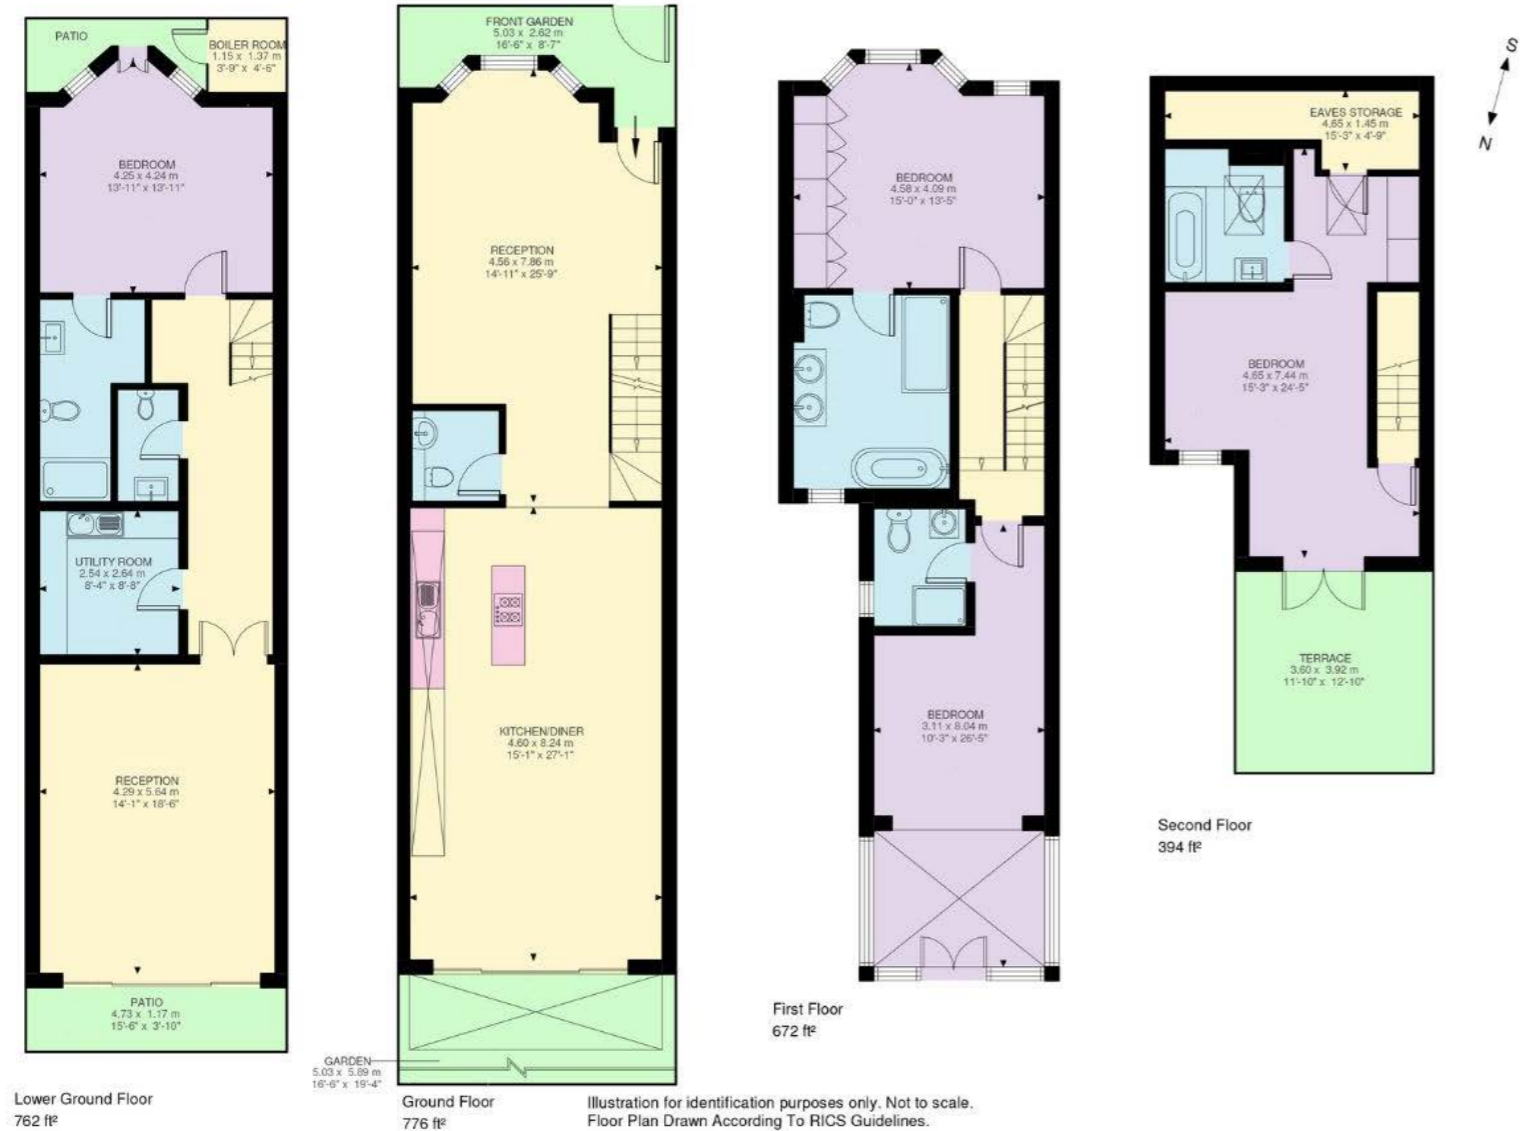 PATIO
BOILER ROOM
1.15 x 1.37 m
3'-9" x 4'-6"
BEDROOM
4.25 x 4.24 m
13'-11" x 13'-11"
UTILITY ROOM
2.54 x 2.64 m
8'-4" x 8'-8"
RECEPTION
4.29 x 5.64 m
14'-1" x 18'-6"
PATIO
4.73 x 1.17 m
15'-6" x 3'-10"
Lower Ground Floor
762 ft²
FRONT GARDEN
5.03 x 2.62 m
16'-6" x 8'-7"
RECEPTION
4.56 x 7.86 m
14'-11" x 25'-9"
KITCHEN/DINER
4.60 x 8.24 m
15'-1" x 27'-1"
GARDEN
5.03 x 5.89 m
16'-6" x 19'-4"
Ground Floor
776 ft²
BEDROOM
4.58 x 4.09 m
15'-0" x 13'-5"
BEDROOM
3.11 x 8.04 m
10'-3" x 26'-5"
First Floor
672 ft²
EAVES STORAGE
4.65 x 1.45 m
15'-3" x 4'-9"
BEDROOM
4.65 x 7.44 m
15'-3" x 24'-5"
TERRACE
3.60 x 3.92 m
11'-10" x 12'-10"
Second Floor
394 ft²
S
N
Illustration for identification purposes only. Not to scale.
Floor Plan Drawn According To RICS Guidelines.